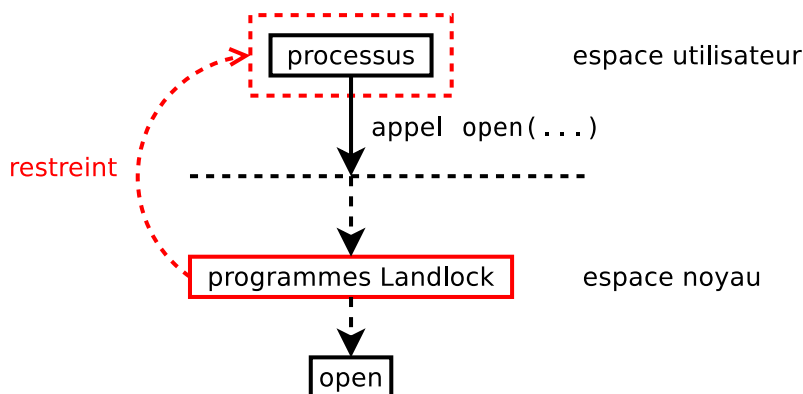 processus
espace utilisateur
appel open(...)
restreint
programmes Landlock
espace noyau
open